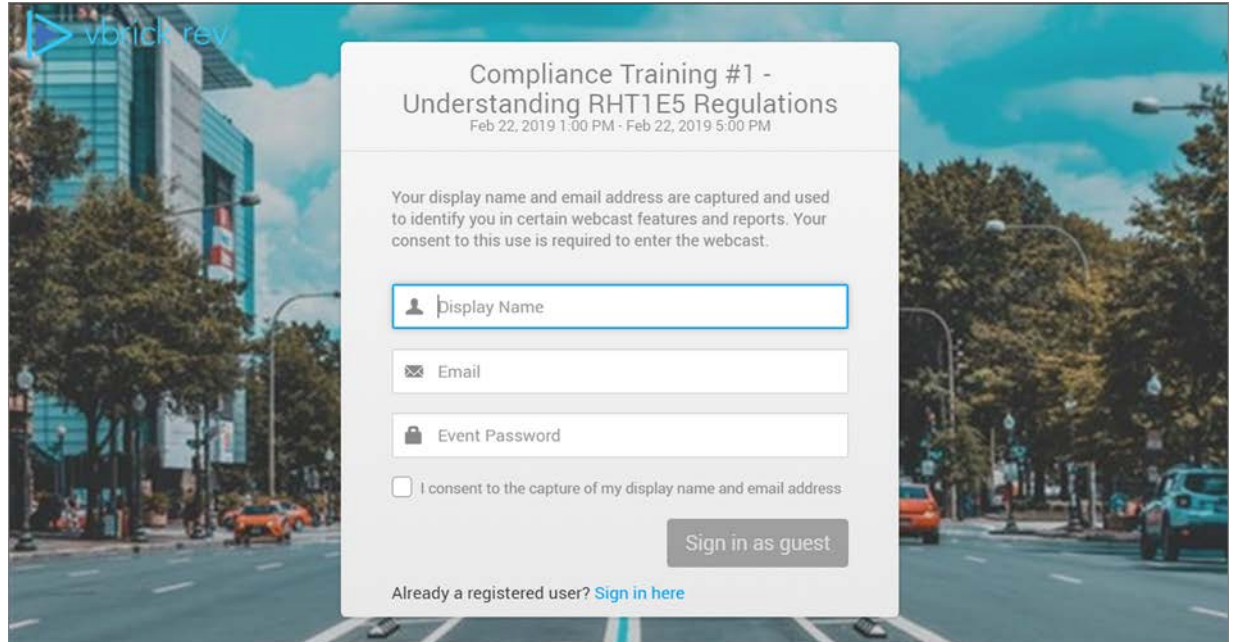 vbrick rev
Compliance Training #1 -
Understanding RHT1E5 Regulations
Feb 22, 2019 1:00 PM - Feb 22, 2019 5:00 PM
Your display name and email address are captured and used
to identify you in certain webcast features and reports. Your
consent to this use is required to enter the webcast.
Display Name
Email
Event Password
I consent to the capture of my display name and email address
Sign in as guest
Already a registered user? Sign in here